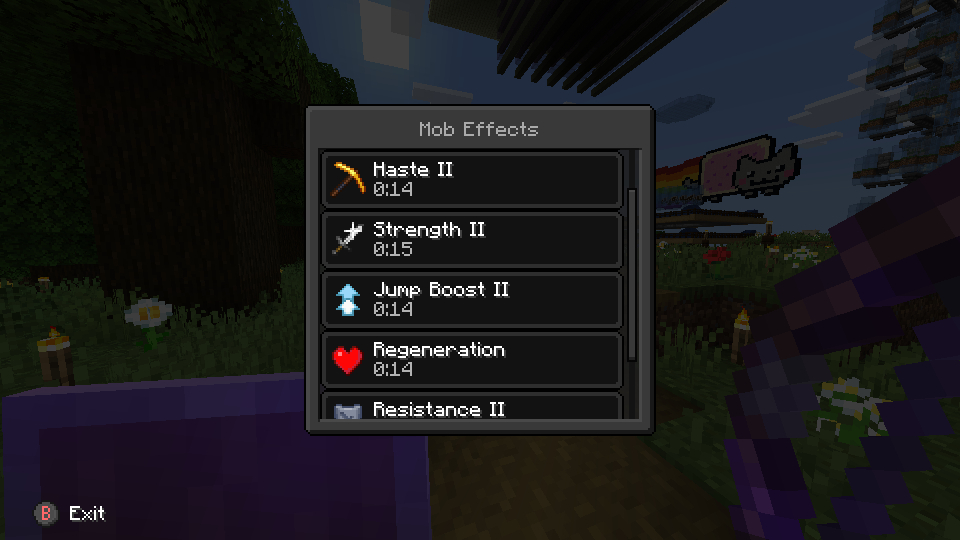 Mob Effects
Haste II
0:14
Strength II
0:15
Jump Boost II
0:14
Regeneration
0:14
Resistance II
B Exit